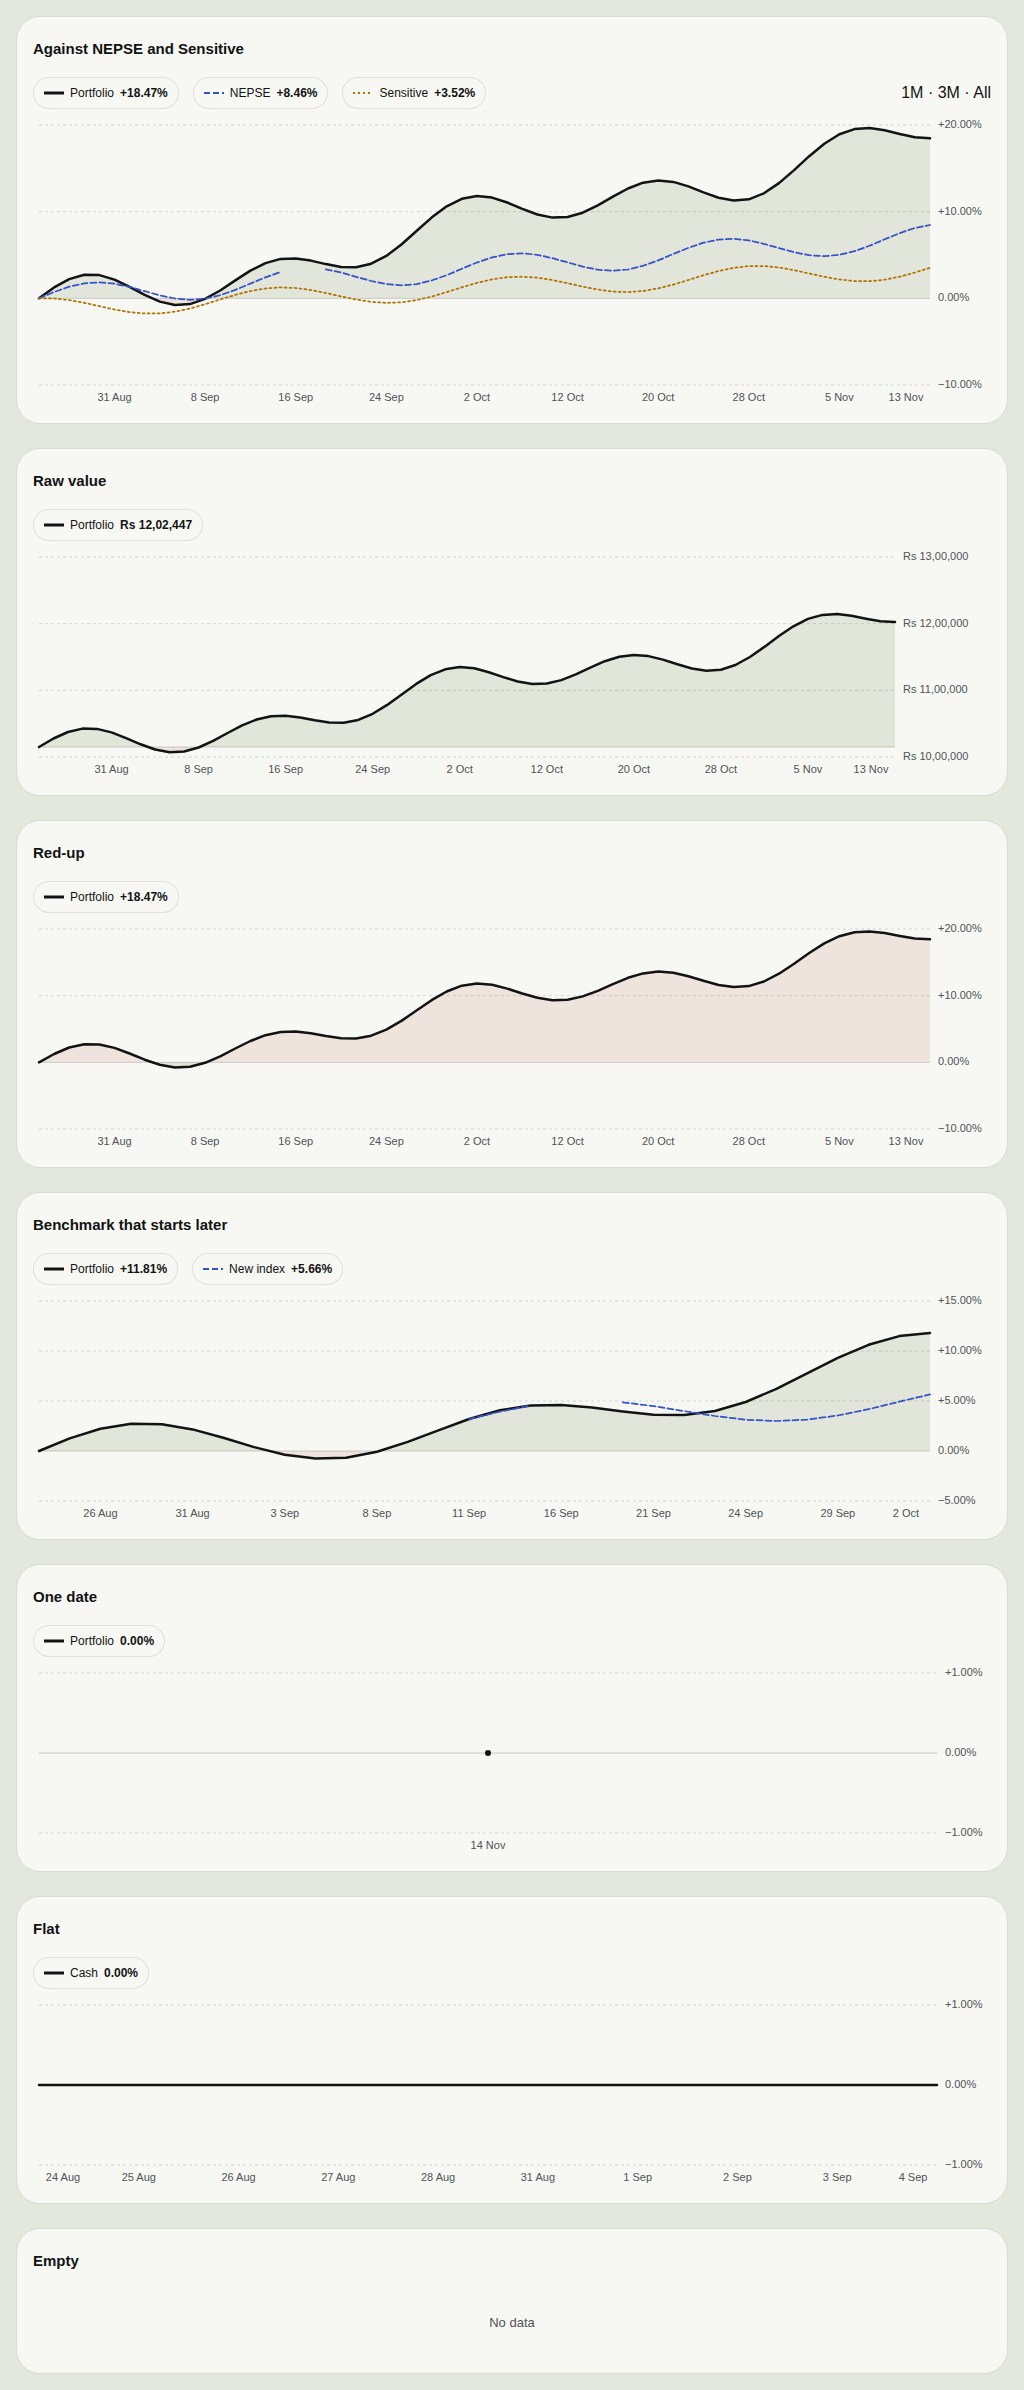 Against NEPSE and Sensitive
Portfolio +18.47% NEPSE +8.46% Sensitive +3.52% 1M · 3M · All
+20.00%
+10.00%
0.00%
−10.00%
31 Aug 8 Sep 16 Sep 24 Sep 2 Oct 12 Oct 20 Oct 28 Oct 5 Nov 13 Nov
Raw value
Portfolio Rs 12,02,447
Rs 13,00,000
Rs 12,00,000
Rs 11,00,000
Rs 10,00,000
31 Aug 8 Sep 16 Sep 24 Sep 2 Oct 12 Oct 20 Oct 28 Oct 5 Nov 13 Nov
Red-up
Portfolio +18.47%
+20.00%
+10.00%
0.00%
−10.00%
31 Aug 8 Sep 16 Sep 24 Sep 2 Oct 12 Oct 20 Oct 28 Oct 5 Nov 13 Nov
Benchmark that starts later
Portfolio +11.81% New index +5.66%
+15.00%
+10.00%
+5.00%
0.00%
−5.00%
26 Aug 31 Aug 3 Sep 8 Sep 11 Sep 16 Sep 21 Sep 24 Sep 29 Sep 2 Oct
One date
Portfolio 0.00%
+1.00%
0.00%
−1.00%
14 Nov
Flat
Cash 0.00%
+1.00%
0.00%
−1.00%
24 Aug 25 Aug 26 Aug 27 Aug 28 Aug 31 Aug 1 Sep 2 Sep 3 Sep 4 Sep
Empty
No data